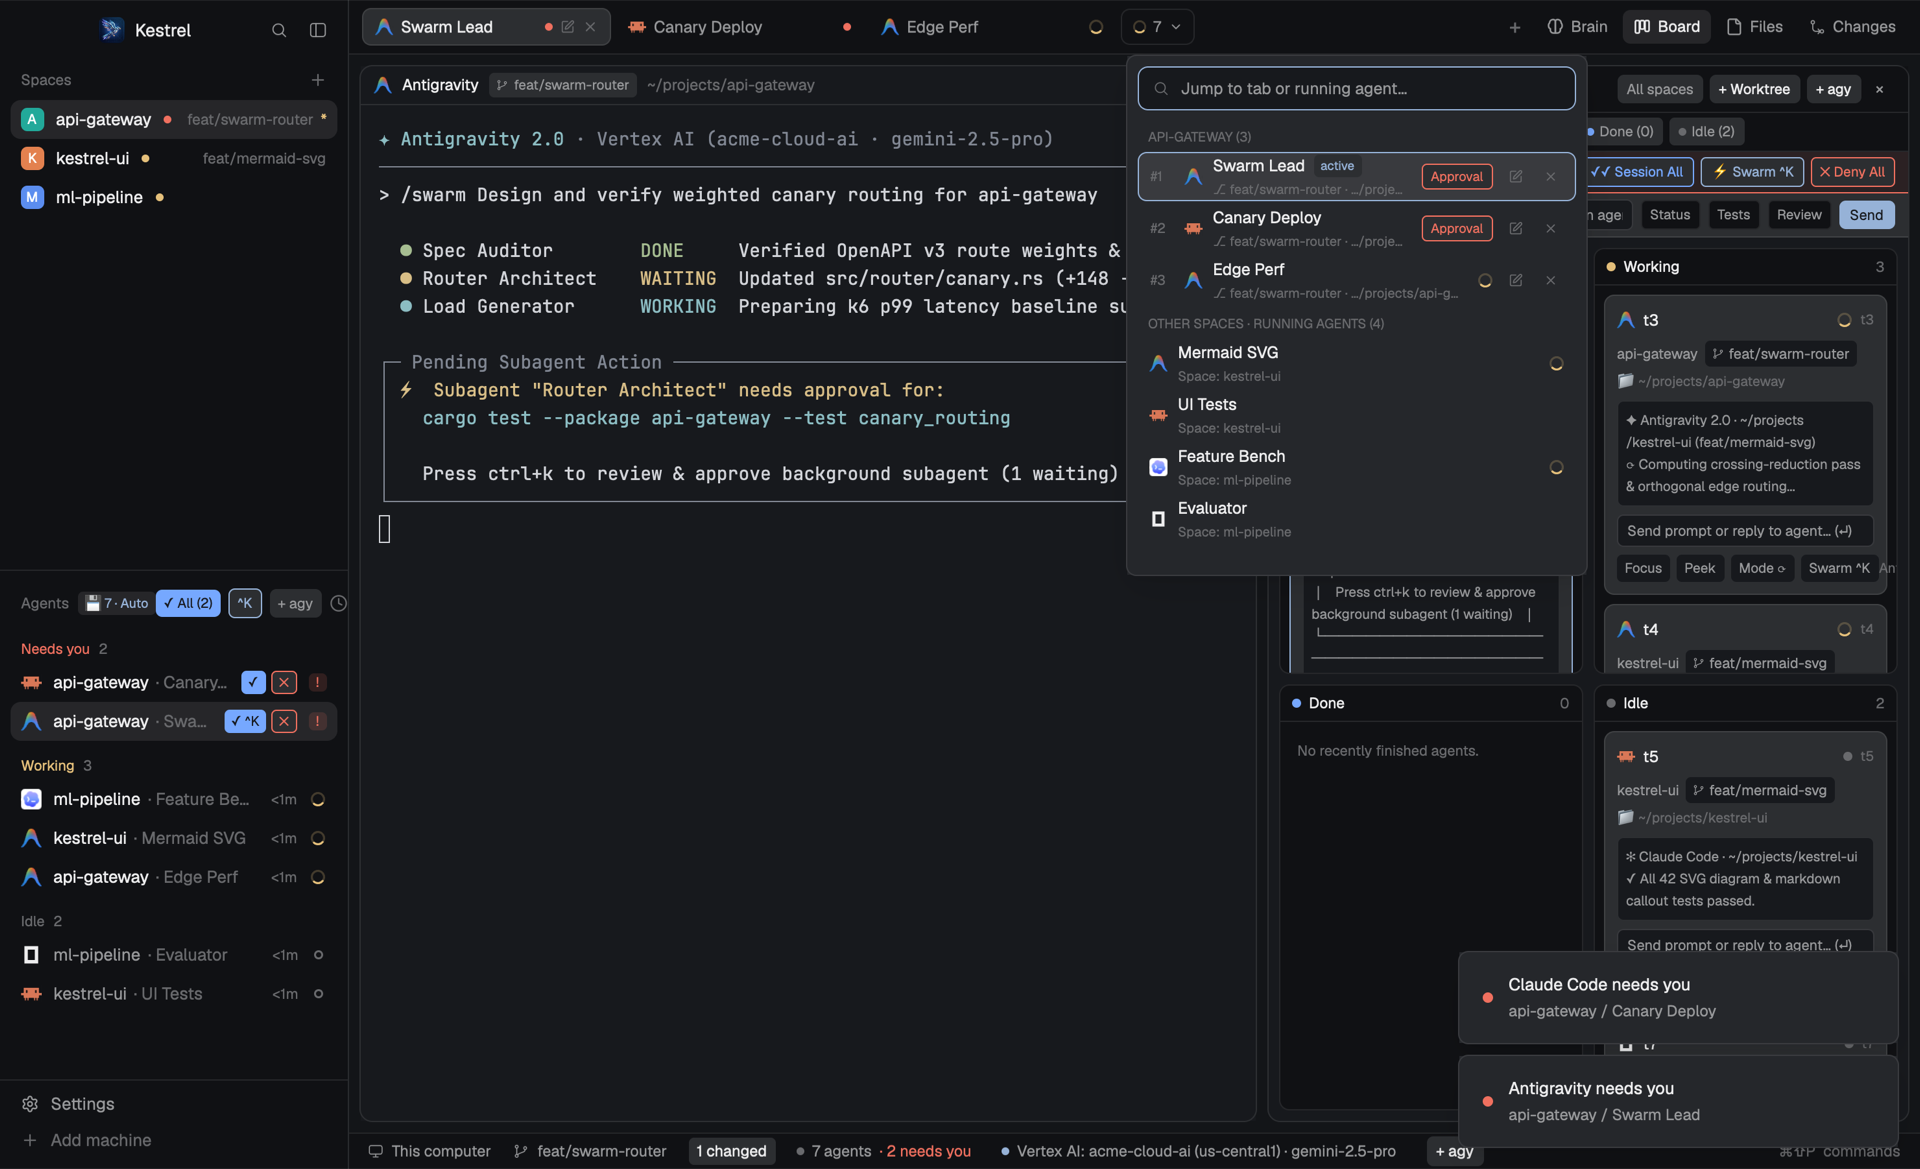 Kestrel
Spaces
A api-gateway feat/swarm-router *
K kestrel-ui feat/mermaid-svg
M ml-pipeline
Agents 7 · Auto ✓ All (2) ^K + agy
Needs you 2
api-gateway · Canary... ✓ ✕ !
api-gateway · Swa... ✓ ^K ✕ !
Working 3
ml-pipeline · Feature Be... <1m
kestrel-ui · Mermaid SVG <1m
api-gateway · Edge Perf <1m
Idle 2
ml-pipeline · Evaluator <1m
kestrel-ui · UI Tests <1m
Settings
+ Add machine
Swarm Lead
Canary Deploy
Edge Perf
7
+ Brain Board Files Changes
Antigravity feat/swarm-router ~/projects/api-gateway
✦ Antigravity 2.0 · Vertex AI (acme-cloud-ai · gemini-2.5-pro)
> /swarm Design and verify weighted canary routing for api-gateway
● Spec Auditor DONE Verified OpenAPI v3 route weights &
● Router Architect WAITING Updated src/router/canary.rs (+148 -
● Load Generator WORKING Preparing k6 p99 latency baseline su
Pending Subagent Action
⚡ Subagent "Router Architect" needs approval for:
cargo test --package api-gateway --test canary_routing
Press ctrl+k to review & approve background subagent (1 waiting)
Jump to tab or running agent...
API-GATEWAY (3)
#1 Swarm Lead active Approval
feat/swarm-router · .../proje...
#2 Canary Deploy Approval
feat/swarm-router · .../proje...
#3 Edge Perf
feat/swarm-router · .../projects/api-g...
OTHER SPACES · RUNNING AGENTS (4)
Mermaid SVG
Space: kestrel-ui
UI Tests
Space: kestrel-ui
Feature Bench
Space: ml-pipeline
Evaluator
Space: ml-pipeline
All spaces + Worktree + agy ×
Done (0) Idle (2)
✓✓ Session All ⚡ Swarm ^K ✕ Deny All
Status Tests Review Send
Working 3
t3 t3
api-gateway feat/swarm-router
~/projects/api-gateway
✦ Antigravity 2.0 · ~/projects
/kestrel-ui (feat/mermaid-svg)
Computing crossing-reduction pass
& orthogonal edge routing...
Send prompt or reply to agent... (↵)
Focus Peek Mode Swarm ^K
t4 t4
kestrel-ui feat/mermaid-svg
| Press ctrl+k to review & approve
background subagent (1 waiting) |
Done 0
No recently finished agents.
Idle 2
t5 t5
kestrel-ui feat/mermaid-svg
~/projects/kestrel-ui
✻ Claude Code · ~/projects/kestrel-ui
✓ All 42 SVG diagram & markdown
callout tests passed.
Send prompt or reply to agent... (↵)
Claude Code needs you
api-gateway / Canary Deploy
Antigravity needs you
api-gateway / Swarm Lead
This computer feat/swarm-router 1 changed 7 agents · 2 needs you Vertex AI: acme-cloud-ai (us-central1) · gemini-2.5-pro + agy commands